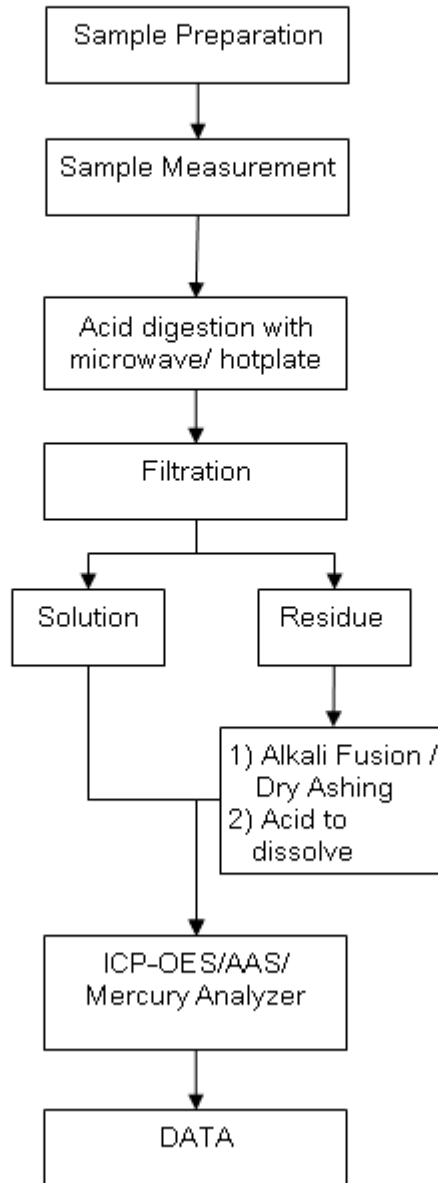 Sample Preparation
Sample Measurement
Acid digestion with
microwave/ hotplate
Filtration
Solution
Residue
1) Alkali Fusion /
Dry Ashing
2) Acid to
dissolve
ICP-OES/AAS/
Mercury Analyzer
DATA